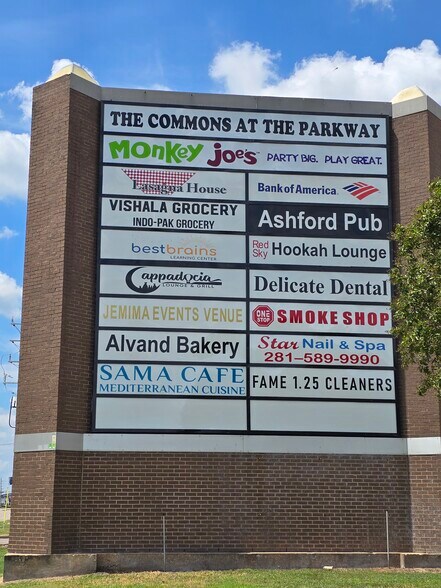 THE COMMONS AT THE PARKWAY
MONKEY JOE'S PARTY BIG. PLAY GREAT.
Lasagna House
Bank of America
VISHALA GROCERY
INDO-PAK GROCERY
Ashford Pub
bestbrains
LEARNING CENTER
Red Sky Hookah Lounge
Cappadocia
LOUNGE & GRILL
Delicate Dental
JEMIMA EVENTS VENUE
ONE STOP SMOKE SHOP
Alvand Bakery
Star Nail & Spa
281-589-9990
SAMA CAFE
MEDITERRANEAN CUISINE
FAME 1.25 CLEANERS